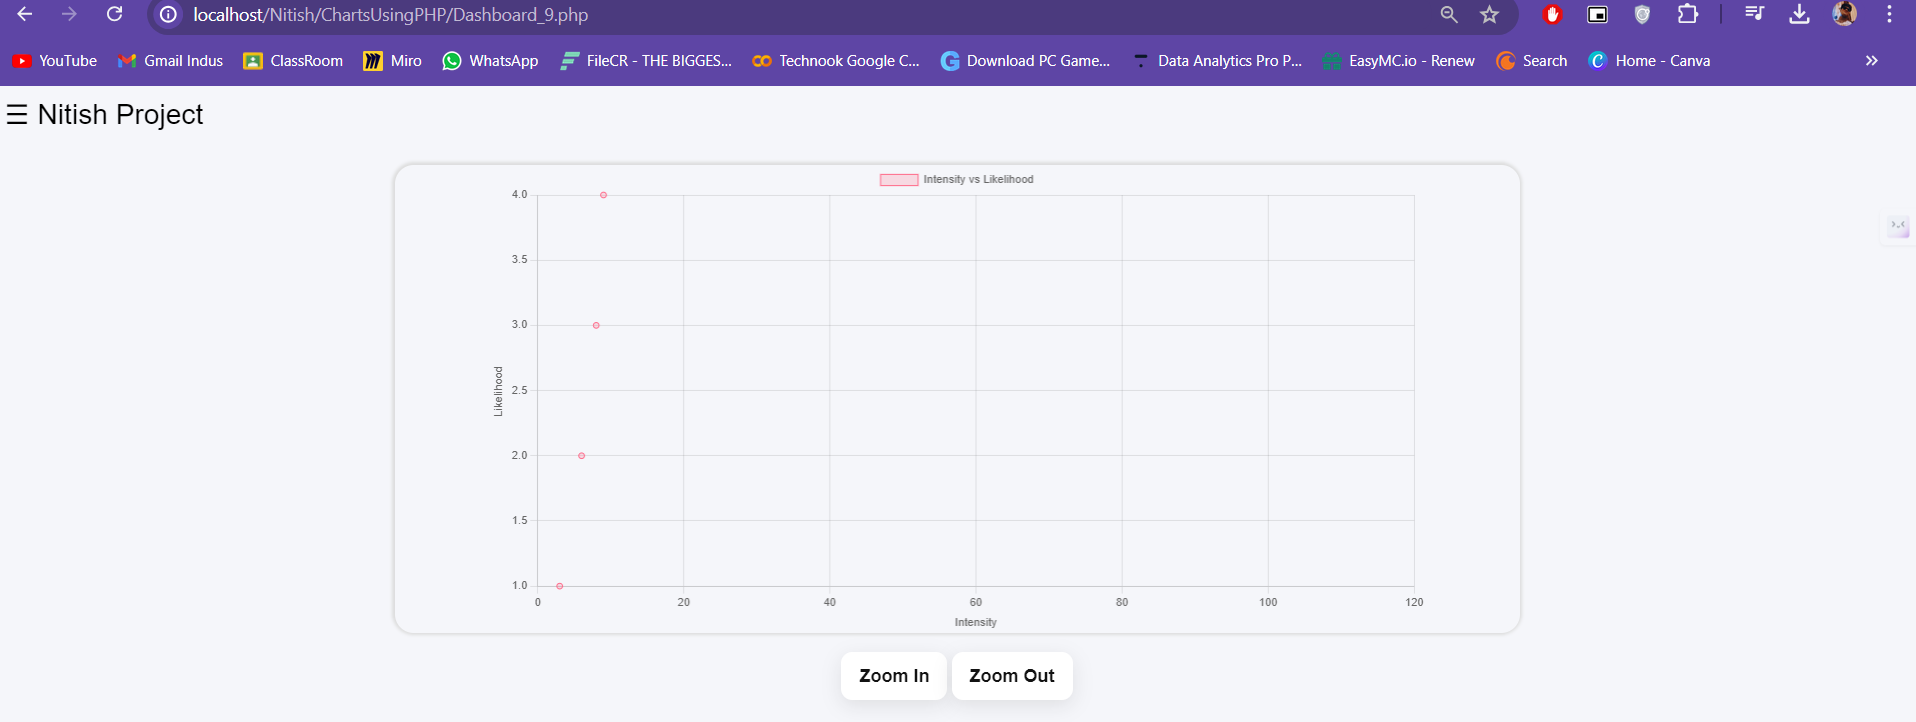 localhost/Nitish/ChartsUsingPHP/Dashboard_9.php
YouTube Gmail Indus ClassRoom Miro WhatsApp FileCR - THE BIGGES... Technook Google C... Download PC Game... Data Analytics Pro P... EasyMC.io - Renew Search Home - Canva
☰ Nitish Project
Intensity vs Likelihood
4.0
3.5
3.0
2.5
2.0
1.5
1.0
Likelihood
0 20 40 60 80 100 120
Intensity
Zoom In Zoom Out